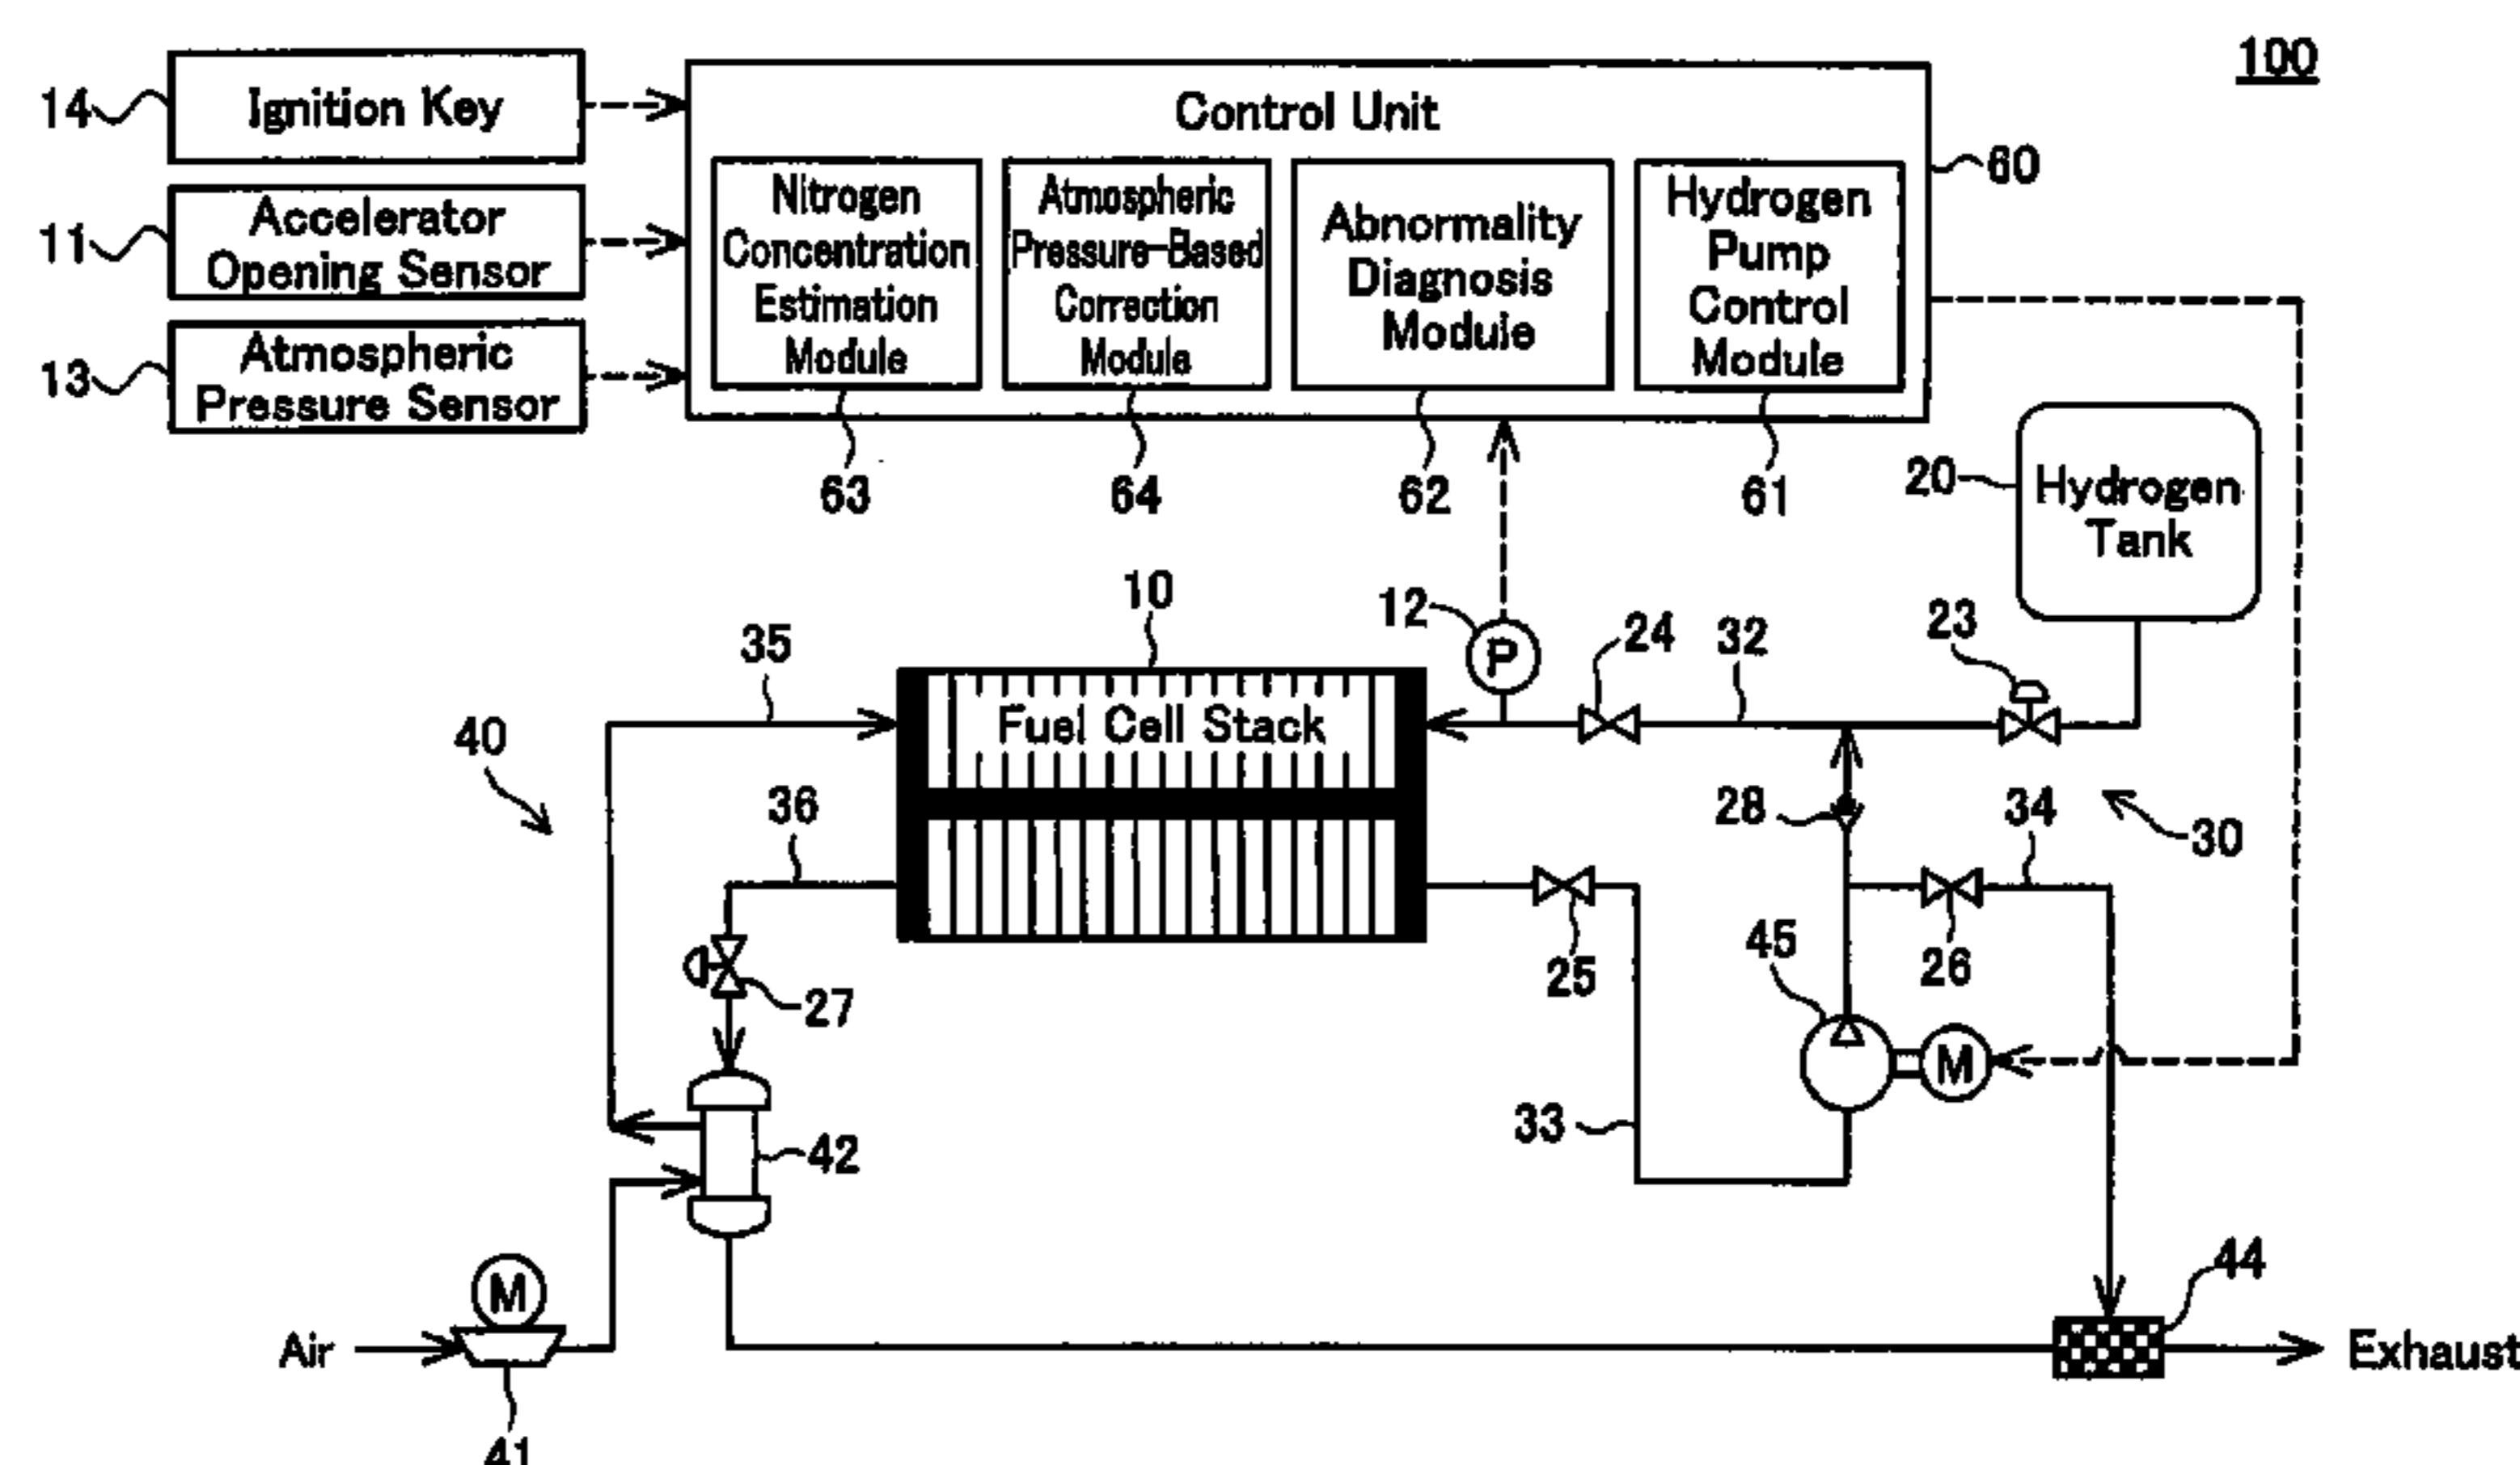 100
14
Ignition Key
11
Accelerator
Opening Sensor
13
Atmospheric
Pressure Sensor
Control Unit
60
Nitrogen
Concentration
Estimation
Module
Atmospheric
Pressure-Based
Correction
Module
Abnormality
Diagnosis
Module
Hydrogen
Pump
Control
Module
63
64
62
61
20
Hydrogen
Tank
10
12
P
24
32
23
35
Fuel Cell Stack
40
36
28
34
30
27
25
45
26
M
33
42
44
M
Air
41
Exhaust